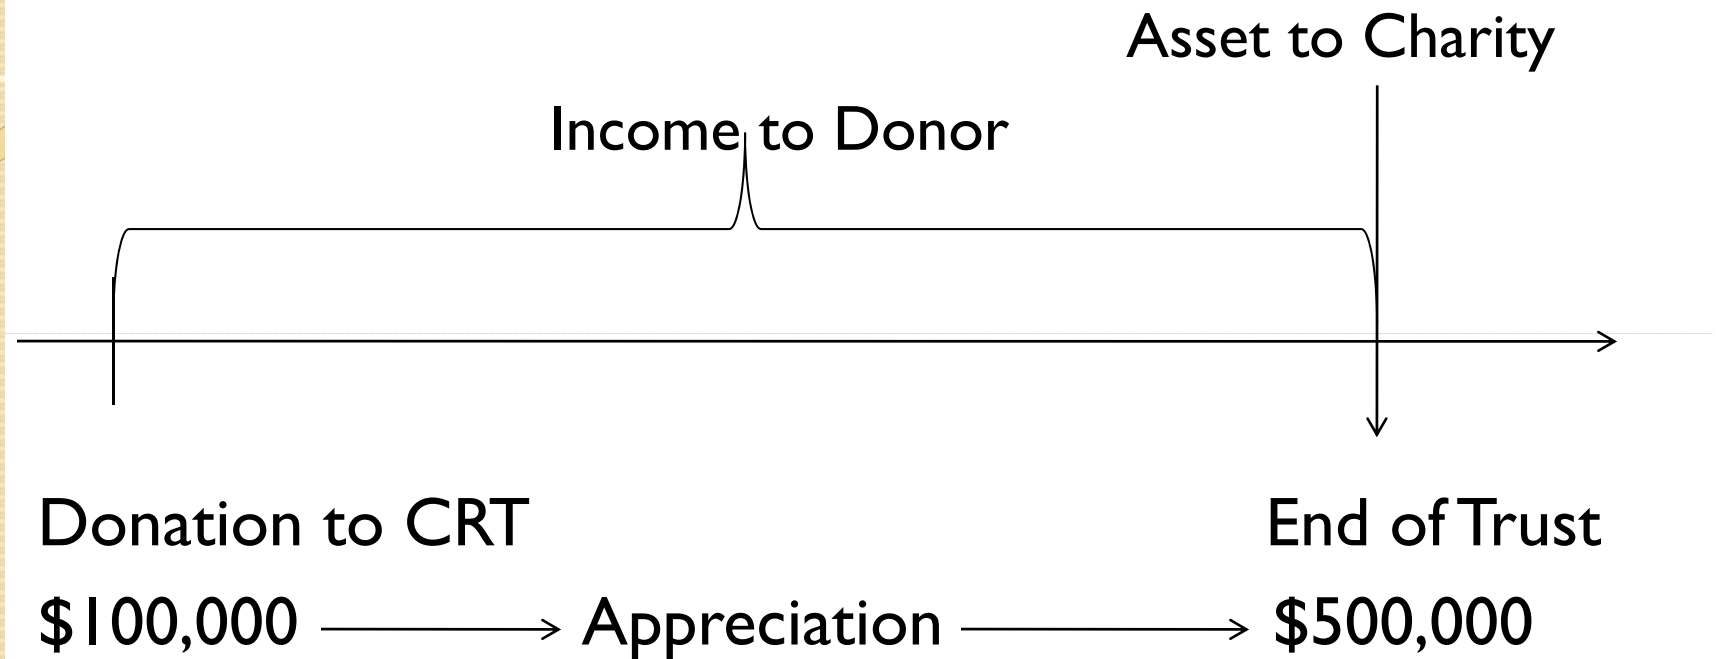 Asset to Charity
Income to Donor
Donation to CRT
End of Trust
$100,000
Appreciation
$500,000